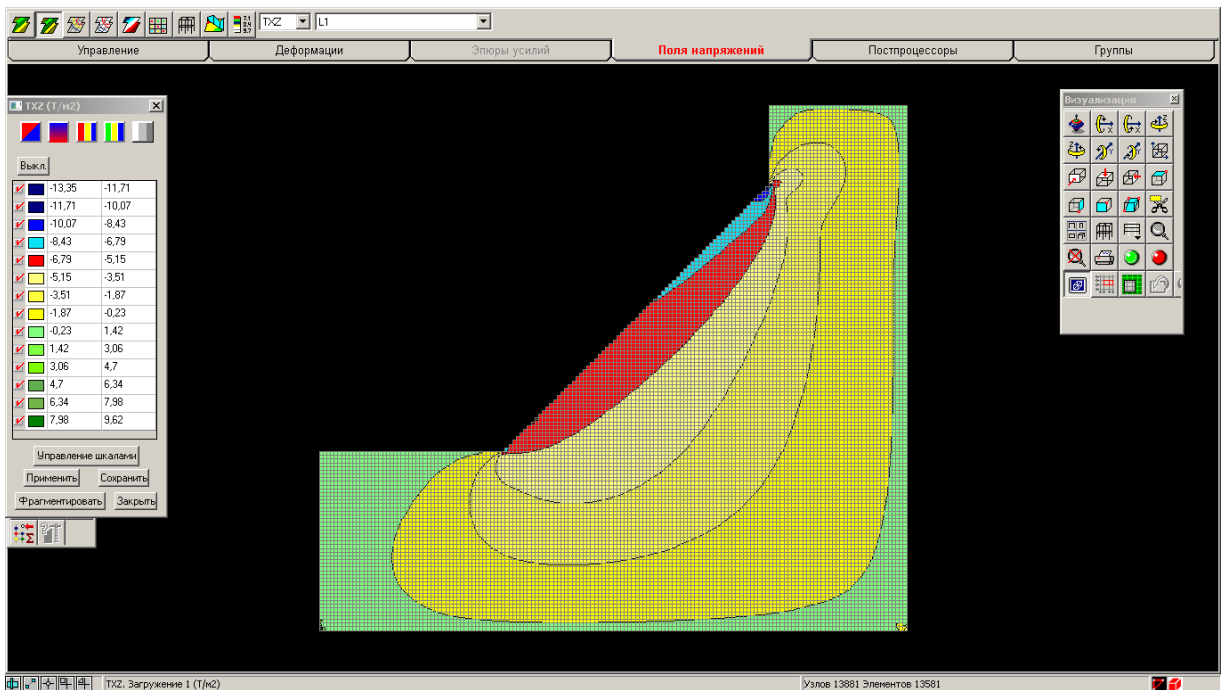 TXZ L1
Управление Деформации Эпюры усилий Поля напряжений Постпроцессоры Группы
TXZ (Т/м2)
Выкл.
-13,35 -11,71
-11,71 -10,07
-10,07 -8,43
-8,43 -6,79
-6,79 -5,15
-5,15 -3,51
-3,51 -1,87
-1,87 -0,23
-0,23 1,42
1,42 3,06
3,06 4,7
4,7 6,34
6,34 7,98
7,98 9,62
Управление шкалами
Применить Сохранить
Фрагментировать Закрыть
Визуализация
TXZ. Загружение 1 (Т/м2) Узлов 13881 Элементов 13581